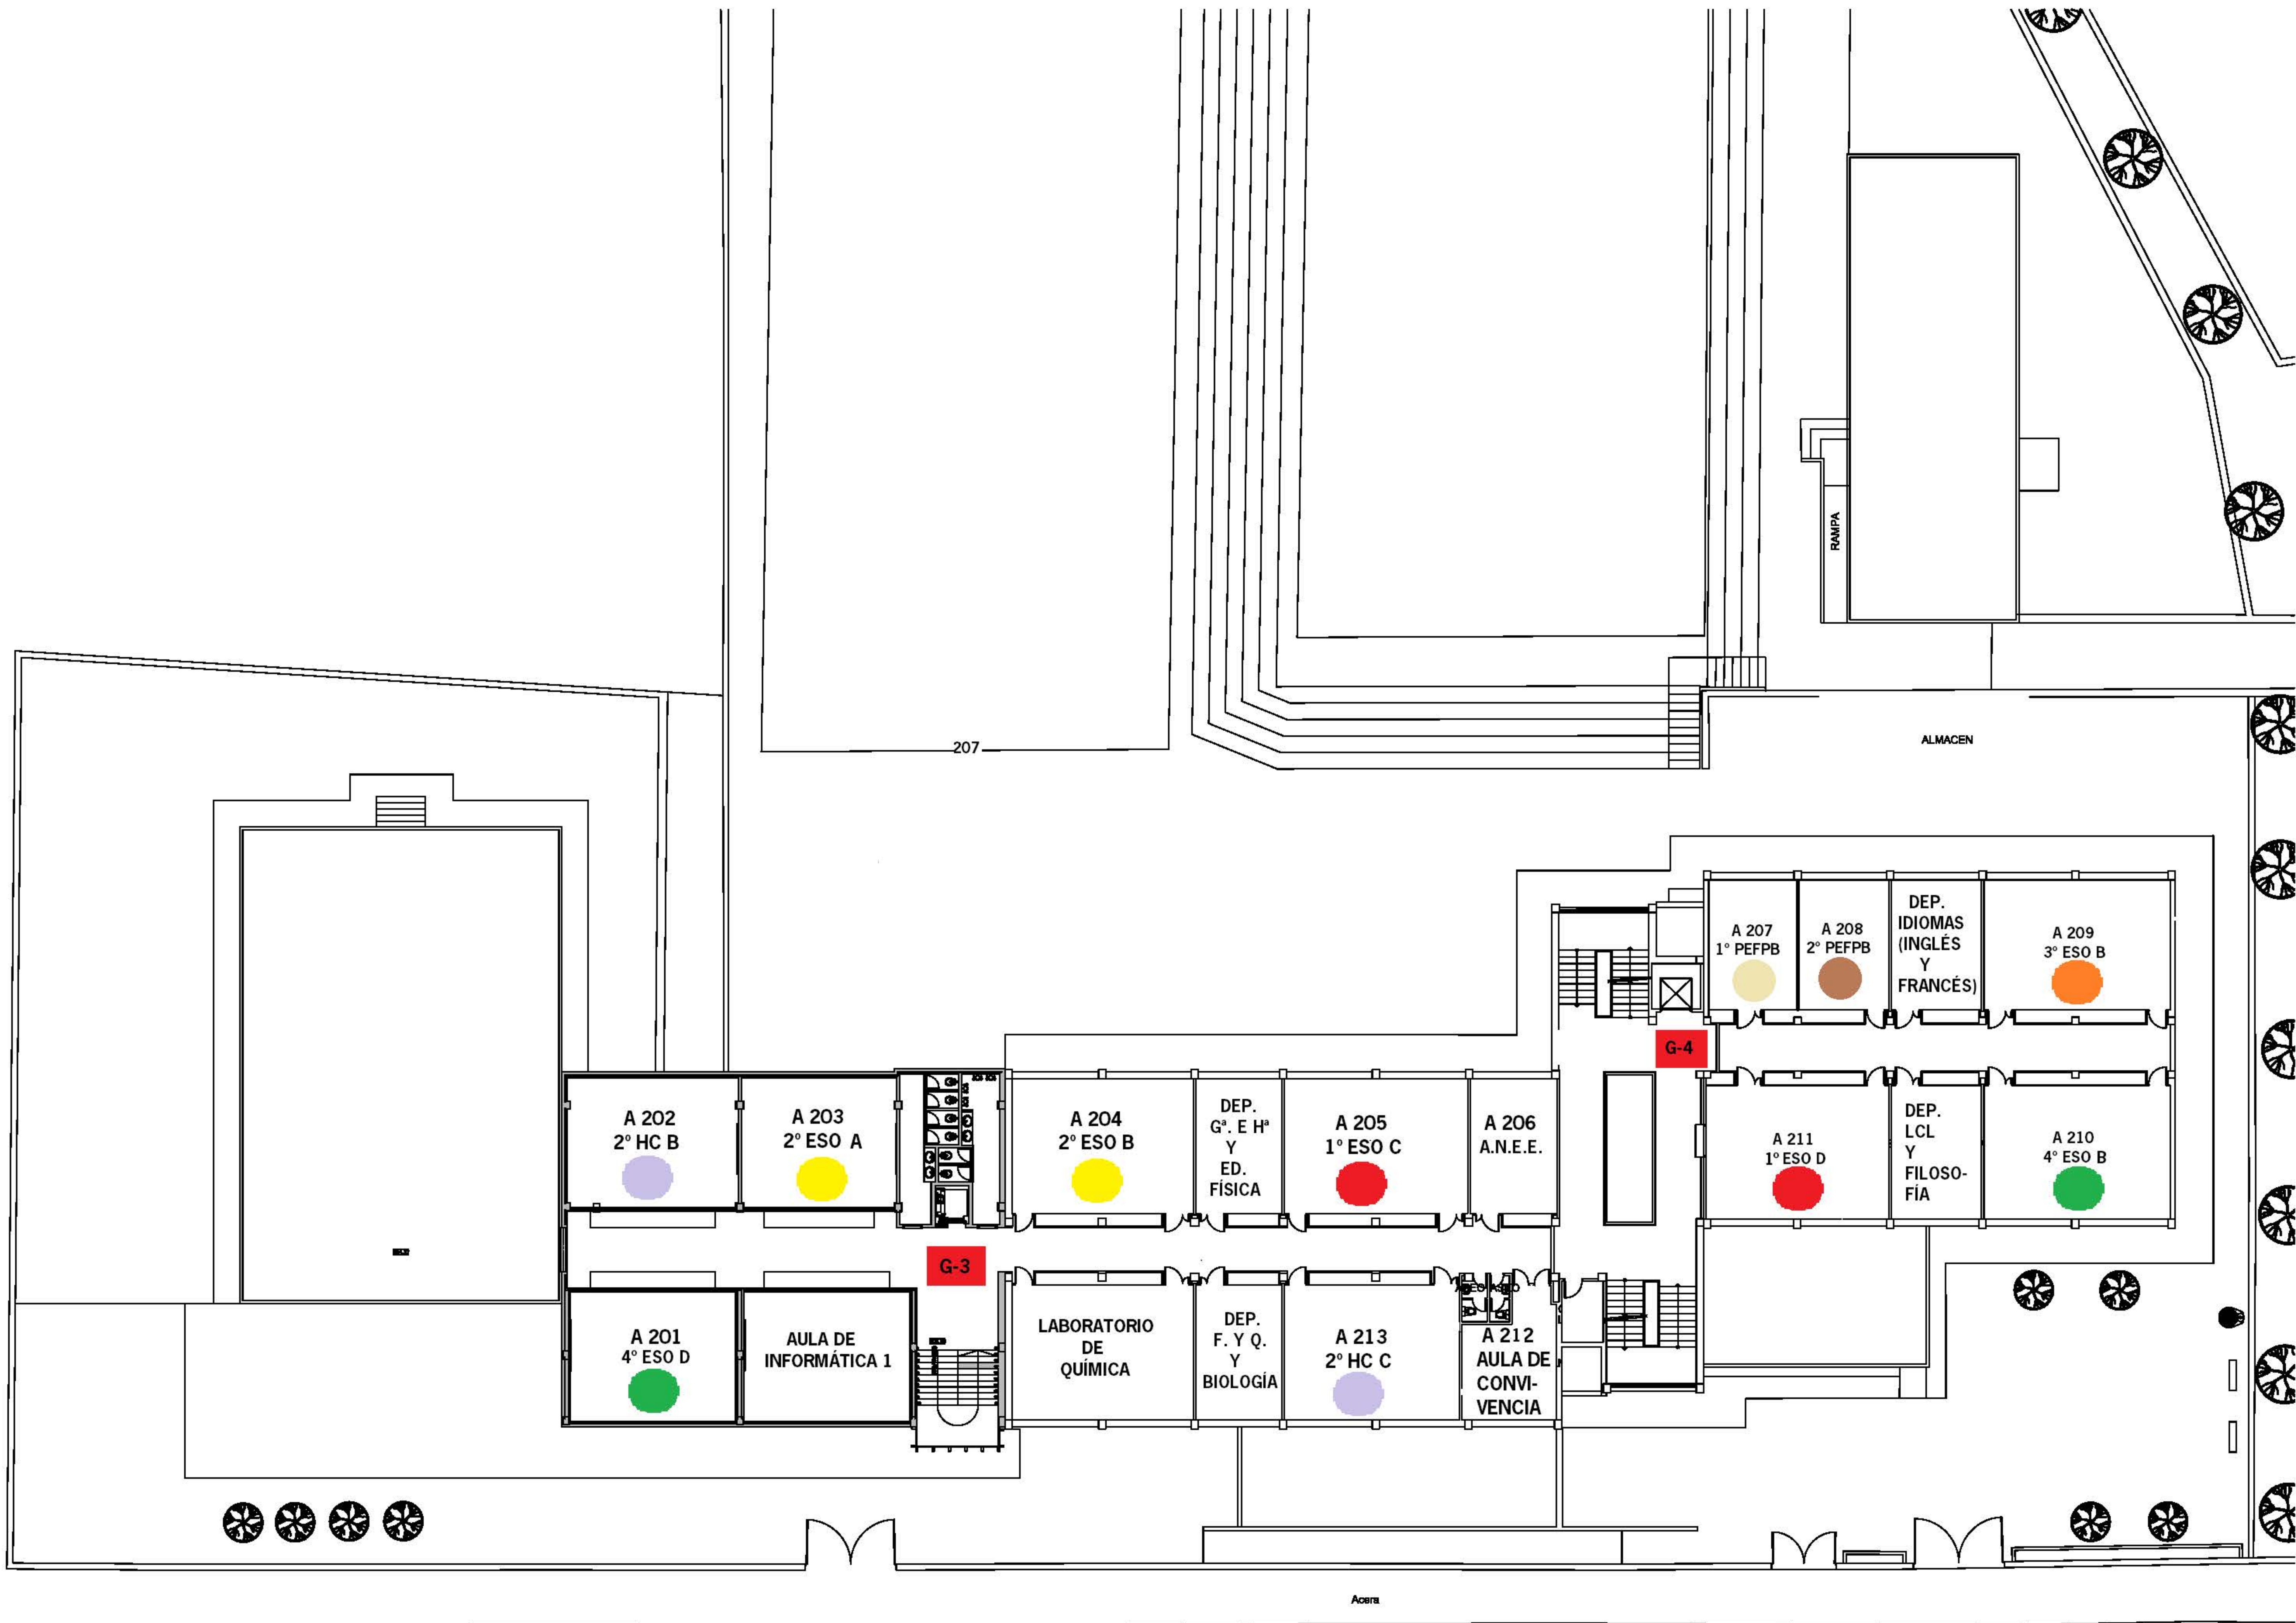 RAMPA
207
ALMACEN
A 207
1º PEFPB
A 208
2º PEFPB
DEP.
IDIOMAS
(INGLÉS
Y
FRANCÉS)
A 209
3º ESO B
G-4
A 202
2º HC B
A 203
2º ESO A
A 204
2º ESO B
DEP.
Gª. E Hª
Y
ED.
FÍSICA
A 205
1º ESO C
A 206
A.N.E.E.
A 211
1º ESO D
DEP.
LCL
Y
FILOSO-
FÍA
A 210
4º ESO B
G-3
A 201
4º ESO D
AULA DE
INFORMÁTICA 1
LABORATORIO
DE
QUÍMICA
DEP.
F. Y Q.
Y
BIOLOGÍA
A 213
2º HC C
ASEO ASEO
A 212
AULA DE
CONVI-
VENCIA
Acera